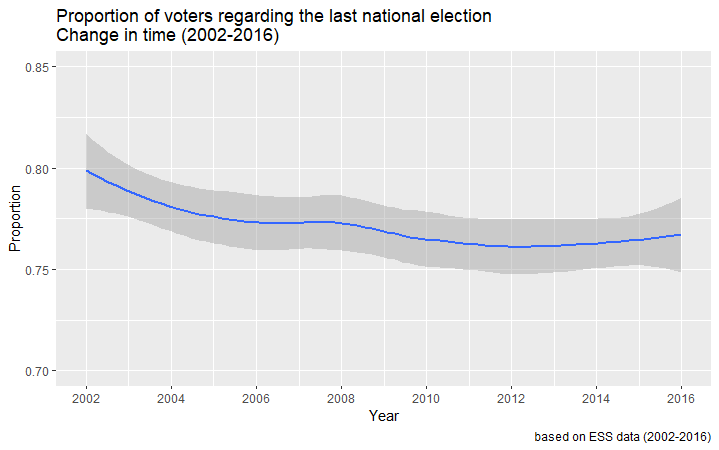 Proportion of voters regarding the last national election
Change in time (2002-2016)
0.85
0.80
0.75
0.70
Proportion
2002 2004 2006 2008 2010 2012 2014 2016
Year
based on ESS data (2002-2016)